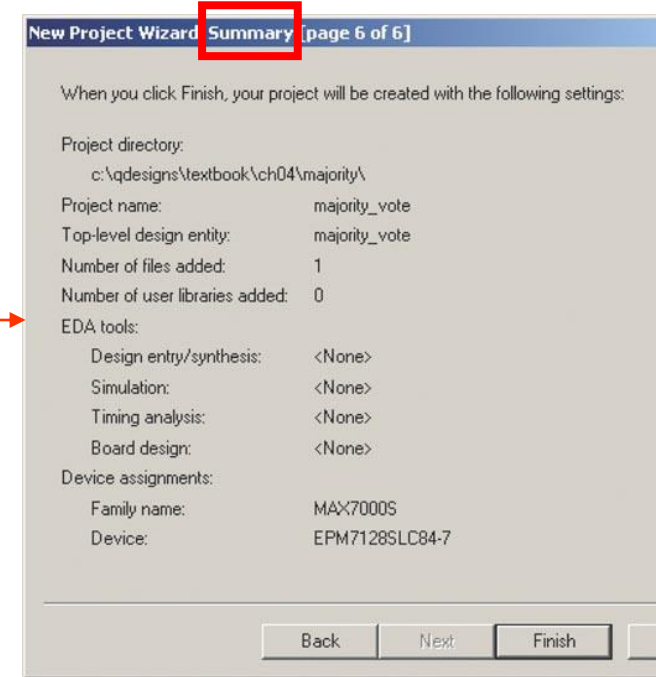 New Project Wizard: Summary [page 6 of 6]
When you click Finish, your project will be created with the following settings:
Project directory:
c:\qdesigns\textbook\ch04\majority\
Project name: majority_vote
Top-level design entity: majority_vote
Number of files added: 1
Number of user libraries added: 0
EDA tools:
Design entry/synthesis: <None>
Simulation: <None>
Timing analysis: <None>
Board design: <None>
Device assignments:
Family name: MAX7000S
Device: EPM7128SLC84-7
Back Next Finish